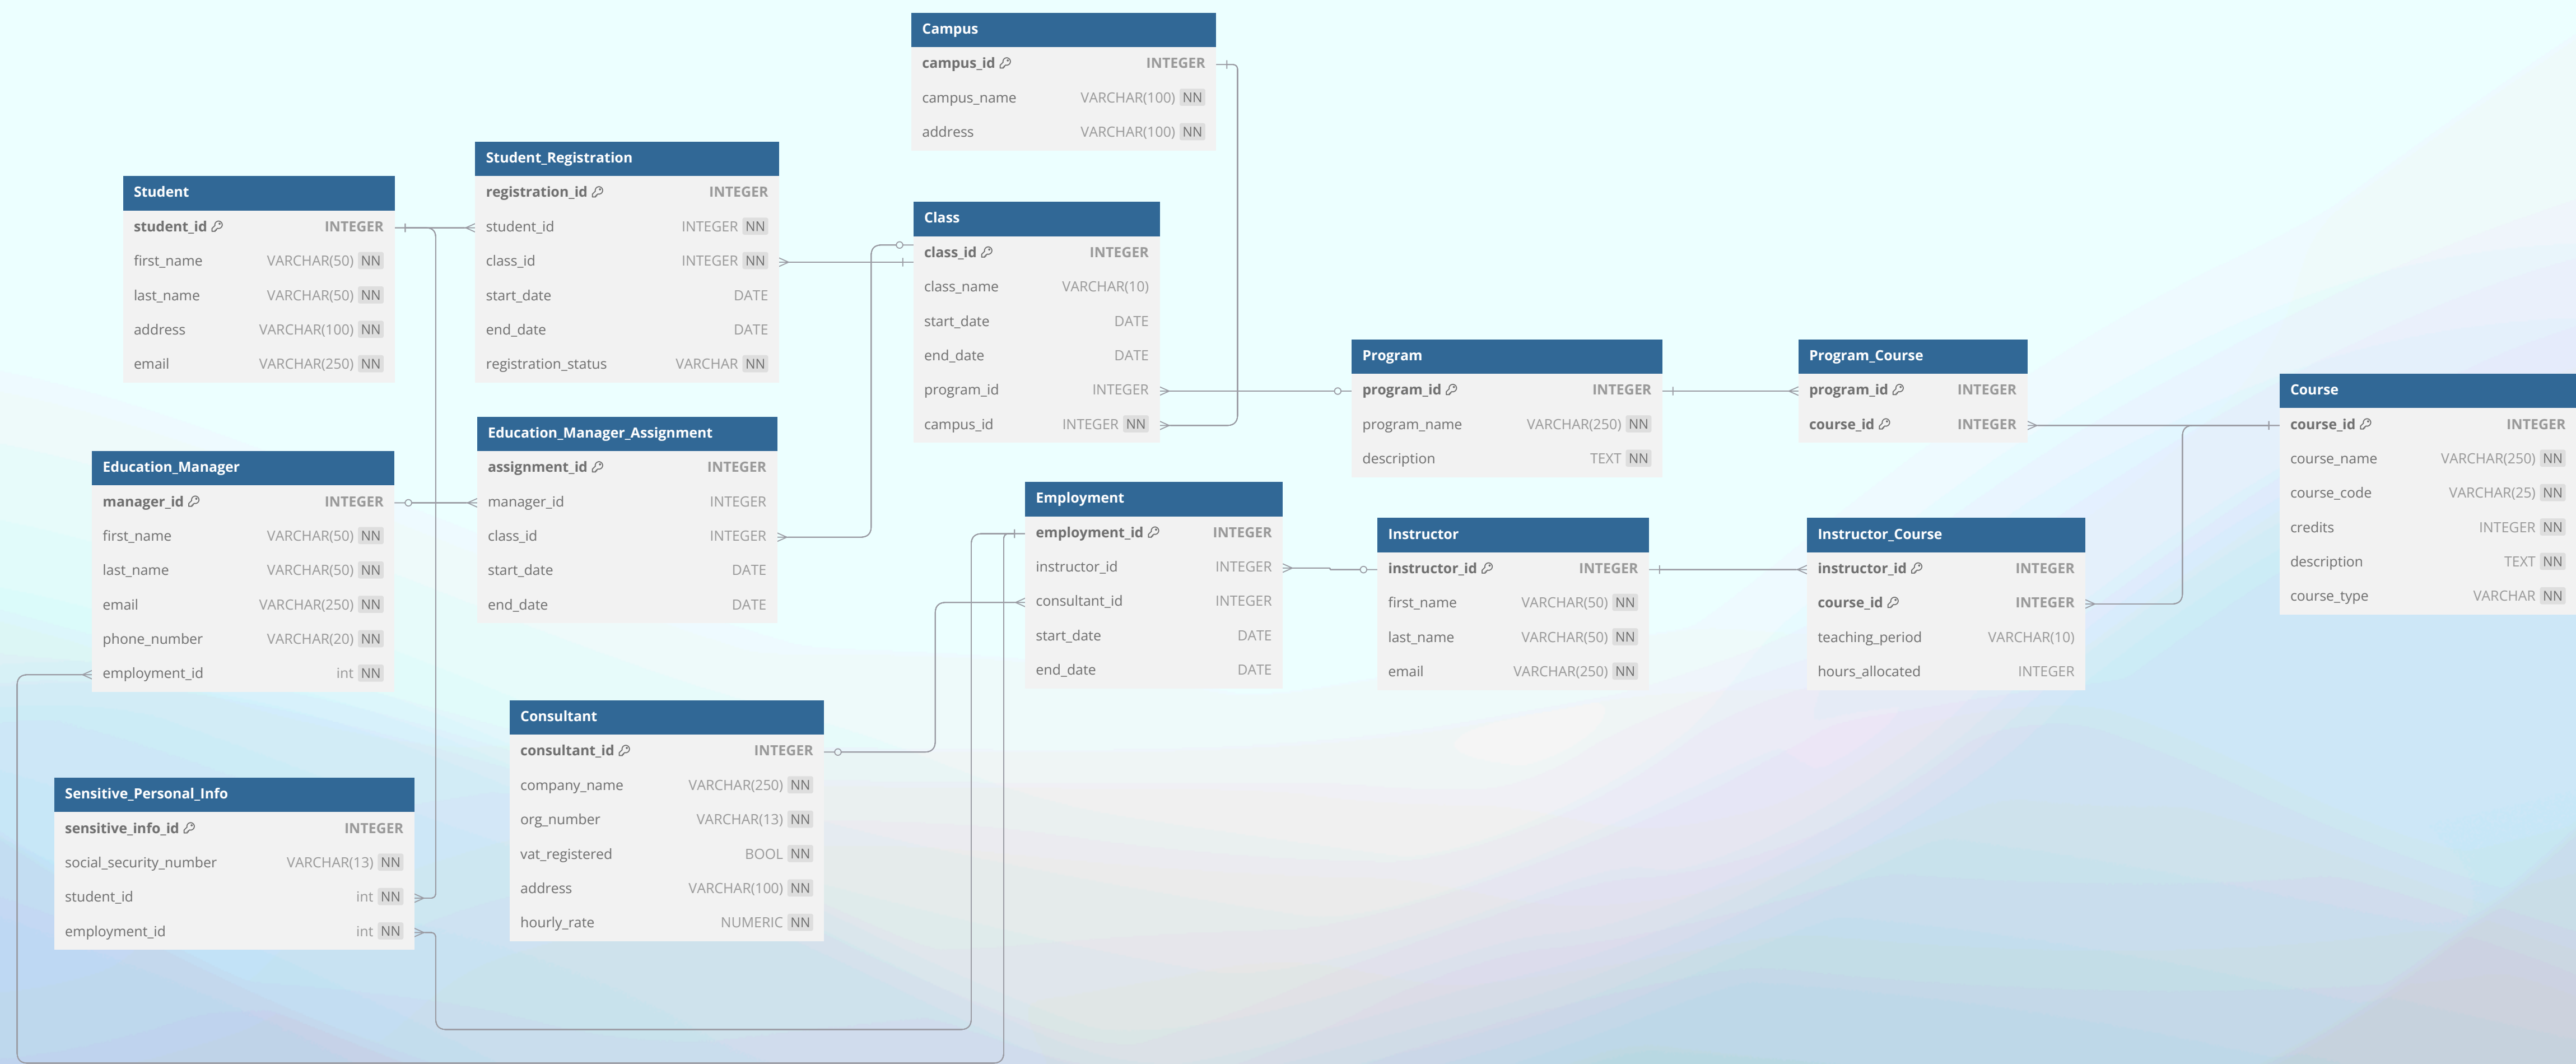 Campus
campus_id INTEGER
campus_name VARCHAR(100) NN
address VARCHAR(100) NN
Student_Registration
registration_id INTEGER
student_id INTEGER NN
class_id INTEGER NN
start_date DATE
end_date DATE
registration_status VARCHAR NN
Student
student_id INTEGER
first_name VARCHAR(50) NN
last_name VARCHAR(50) NN
address VARCHAR(100) NN
email VARCHAR(250) NN
Class
class_id INTEGER
class_name VARCHAR(10)
start_date DATE
end_date DATE
program_id INTEGER
campus_id INTEGER NN
Program
program_id INTEGER
program_name VARCHAR(250) NN
description TEXT NN
Program_Course
program_id INTEGER
course_id INTEGER
Course
course_id INTEGER
course_name VARCHAR(250) NN
course_code VARCHAR(25) NN
credits INTEGER NN
description TEXT NN
course_type VARCHAR NN
Education_Manager_Assignment
assignment_id INTEGER
manager_id INTEGER
class_id INTEGER
start_date DATE
end_date DATE
Education_Manager
manager_id INTEGER
first_name VARCHAR(50) NN
last_name VARCHAR(50) NN
email VARCHAR(250) NN
phone_number VARCHAR(20) NN
employment_id int NN
Employment
employment_id INTEGER
instructor_id INTEGER
consultant_id INTEGER
start_date DATE
end_date DATE
Instructor
instructor_id INTEGER
first_name VARCHAR(50) NN
last_name VARCHAR(50) NN
email VARCHAR(250) NN
Instructor_Course
instructor_id INTEGER
course_id INTEGER
teaching_period VARCHAR(10)
hours_allocated INTEGER
Consultant
consultant_id INTEGER
company_name VARCHAR(250) NN
org_number VARCHAR(13) NN
vat_registered BOOL NN
address VARCHAR(100) NN
hourly_rate NUMERIC NN
Sensitive_Personal_Info
sensitive_info_id INTEGER
social_security_number VARCHAR(13) NN
student_id int NN
employment_id int NN